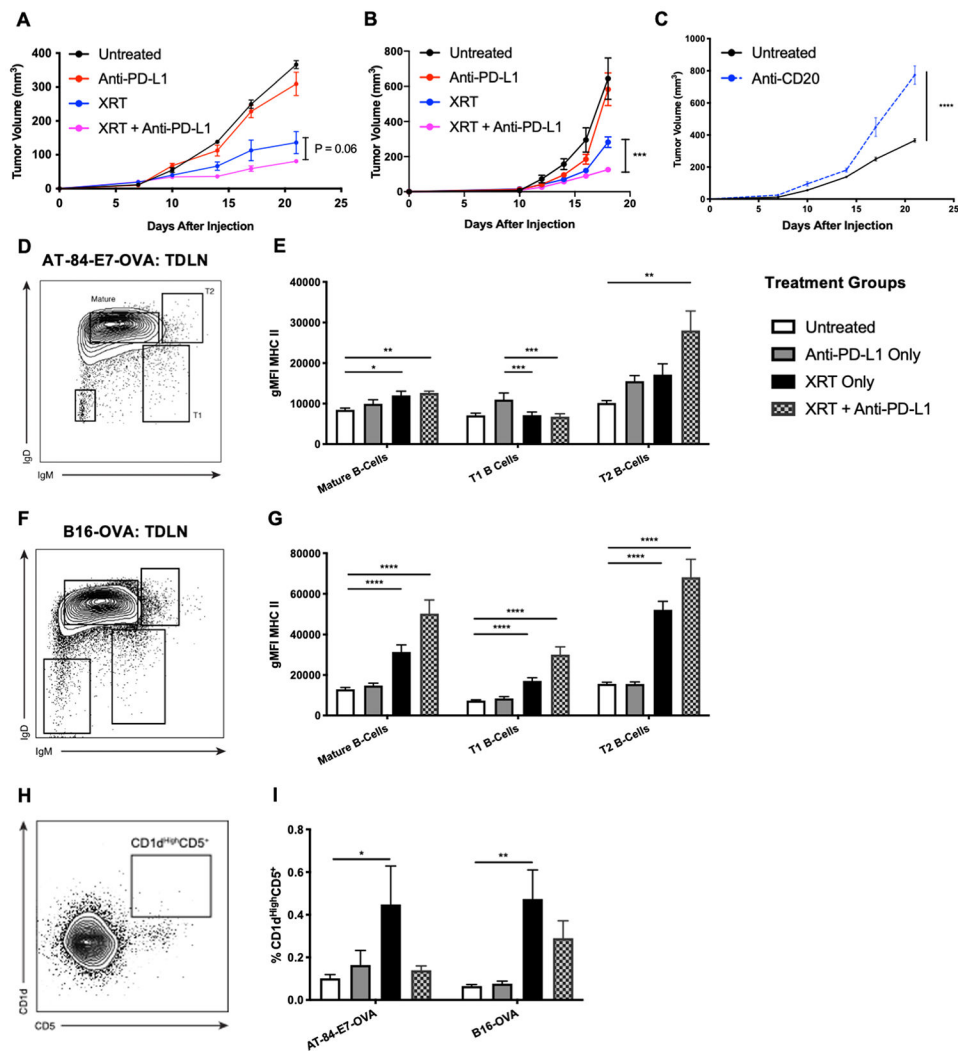 A
Untreated
Anti-PD-L1
XRT
XRT + Anti-PD-L1
P = 0.06
Tumor Volume (mm³)
400
300
200
100
0
0 5 10 15 20 25
Days After Injection
B
Untreated
Anti-PD-L1
XRT
XRT + Anti-PD-L1
***
Tumor Volume (mm³)
800
600
400
200
0
0 5 10 15 20
Days After Injection
C
Untreated
Anti-CD20
****
Tumor Volume (mm³)
1000
800
600
400
200
0
0 5 10 15 20 25
Days After Injection
D
AT-84-E7-OVA: TDLN
Mature
T2
T1
IgD
IgM
E
gMFI MHC II
40000
30000
20000
10000
0
**
*
***
***
**
Mature B-Cells
T1 B Cells
T2 B-Cells
Treatment Groups
Untreated
Anti-PD-L1 Only
XRT Only
XRT + Anti-PD-L1
F
B16-OVA: TDLN
IgD
IgM
G
gMFI MHC II
80000
60000
40000
20000
0
****
****
****
****
****
****
Mature B-Cells
T1 B-Cells
T2 B-Cells
H
CD1dHighCD5+
CD1d
CD5
I
% CD1dHighCD5+
0.8
0.6
0.4
0.2
0.0
*
**
AT-84-E7-OVA
B16-OVA